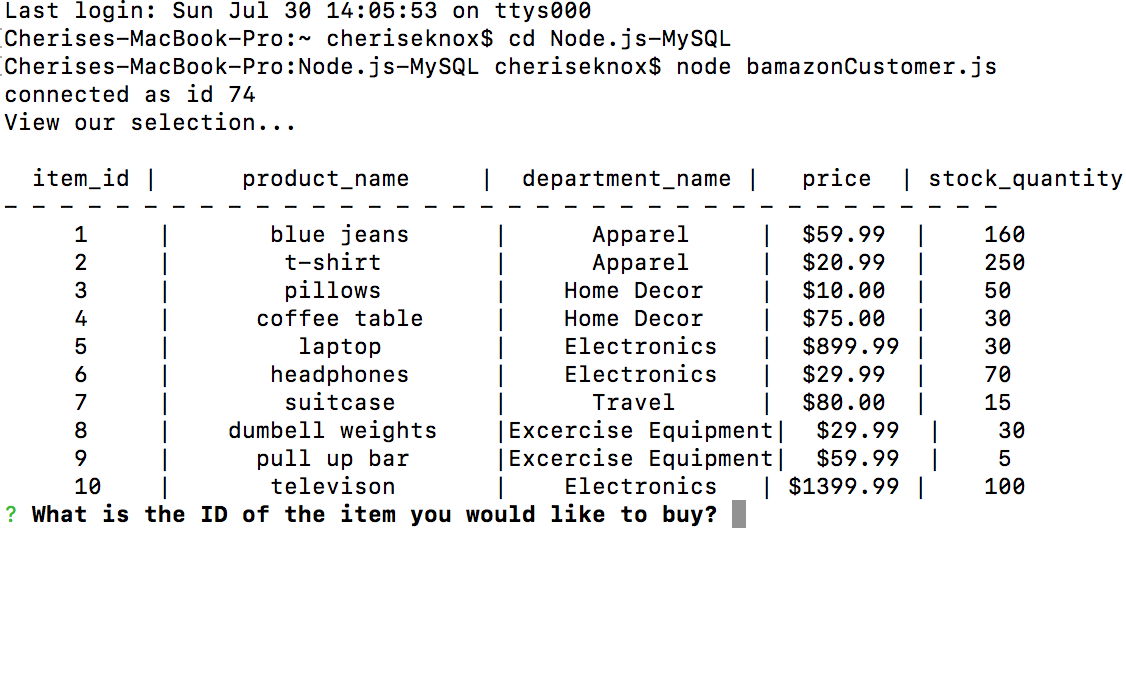 Last login: Sun Jul 30 14:05:53 on ttys000
[Cherises-MacBook-Pro:~ cheriseknox$ cd Node.js-MySQL
[Cherises-MacBook-Pro:Node.js-MySQL cheriseknox$ node bamazonCustomer.js
connected as id 74
View our selection...
item_id | product_name | department_name | price | stock_quantity
- - - - - - - - - - - - - - - - - - - - - - - - - - - - - - - - - - - -
1 | blue jeans | Apparel | $59.99 | 160
2 | t-shirt | Apparel | $20.99 | 250
3 | pillows | Home Decor | $10.00 | 50
4 | coffee table | Home Decor | $75.00 | 30
5 | laptop | Electronics | $899.99 | 30
6 | headphones | Electronics | $29.99 | 70
7 | suitcase | Travel | $80.00 | 15
8 | dumbell weights |Excercise Equipment| $29.99 | 30
9 | pull up bar |Excercise Equipment| $59.99 | 5
10 | televison | Electronics | $1399.99 | 100
? What is the ID of the item you would like to buy?